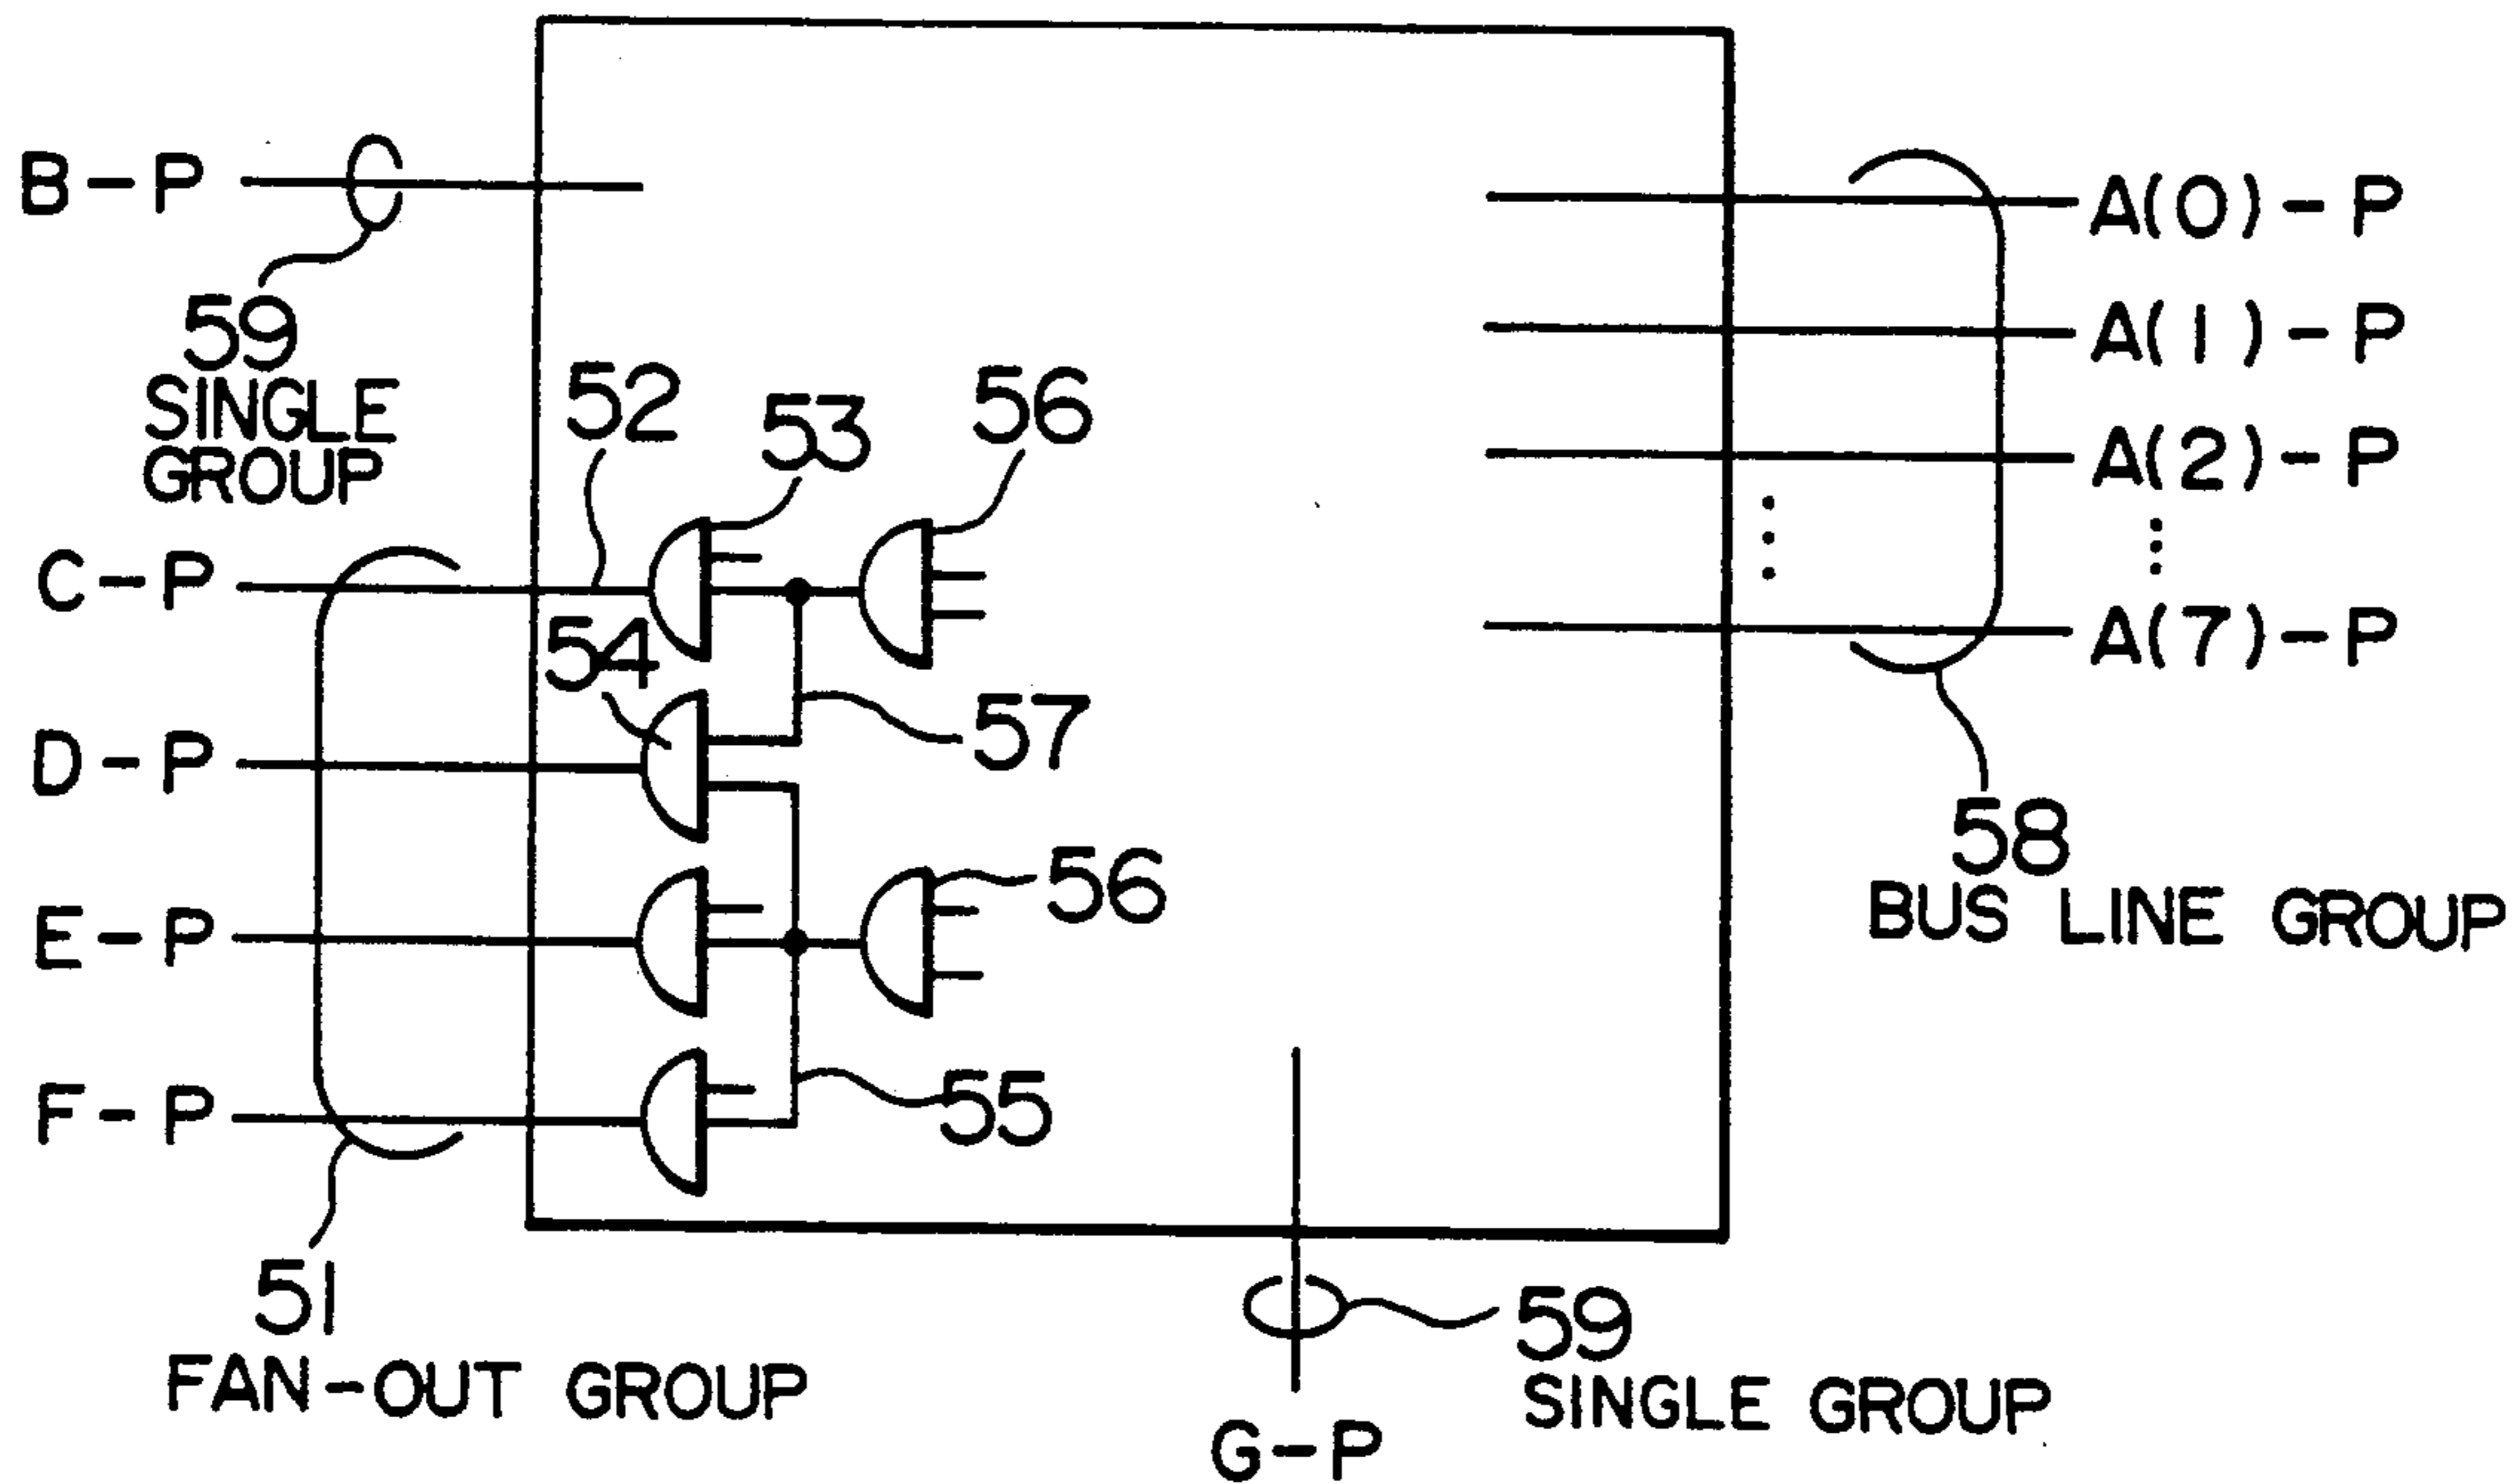 B-P
59
SINGLE
GROUP
52
53
56
C-P
54
57
D-P
E-P
56
F-P
55
51
FAN-OUT GROUP
A(0)-P
A(1)-P
A(2)-P
A(7)-P
58
BUS LINE GROUP
59
SINGLE GROUP
G-P